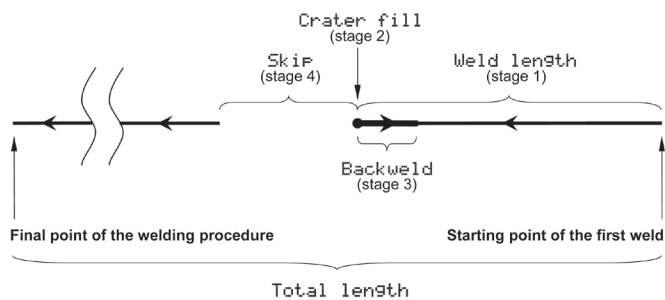 Crater fill
(stage 2)
Skip
(stage 4)
Weld length
(stage 1)
Backweld
(stage 3)
Final point of the welding procedure
Starting point of the first weld
Total length